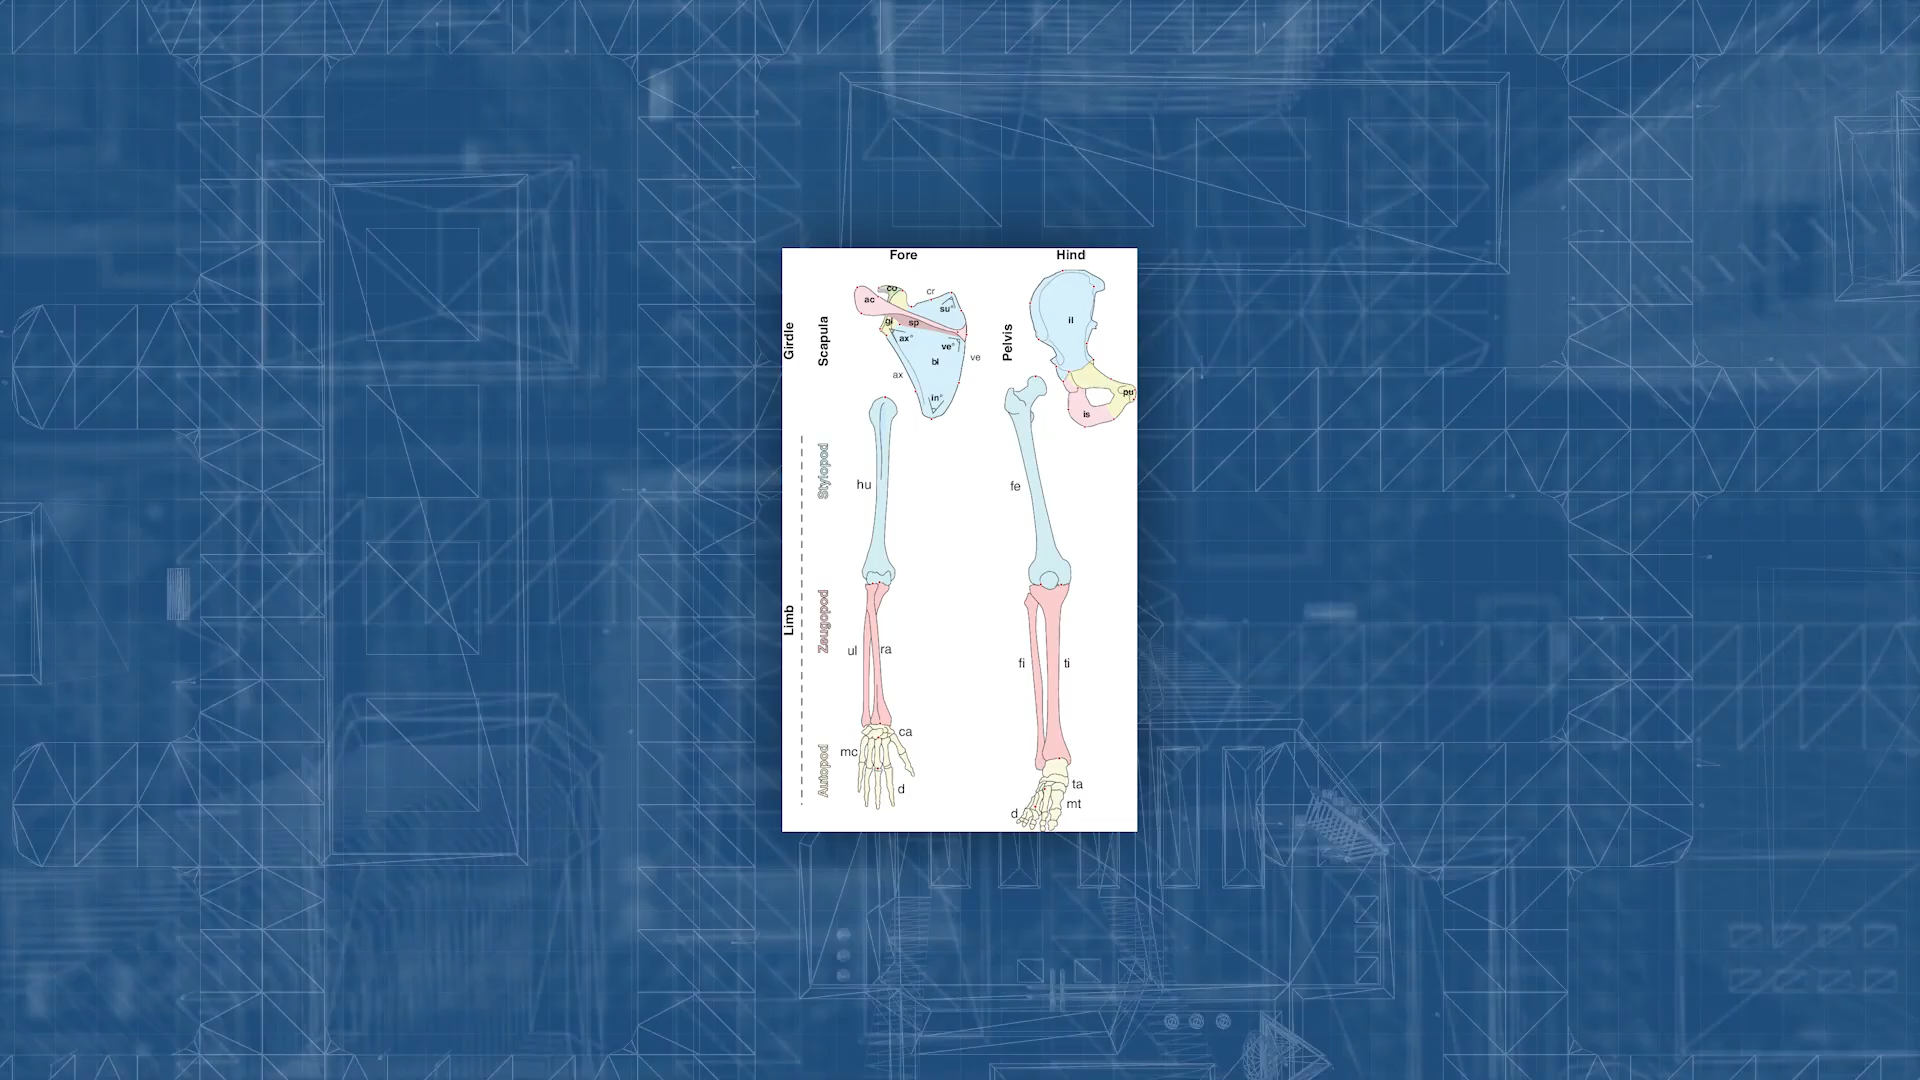 Fore
Hind
Girdle
Scapula
Pelvis
co
ac
cr
su°
gl
sp
ax°
ve°
ve
bl
ax
in°
il
pu
is
Limb
Stylopod
hu
fe
Zeugopod
ul
ra
fi
ti
Autopod
ca
mc
d
ta
mt
d